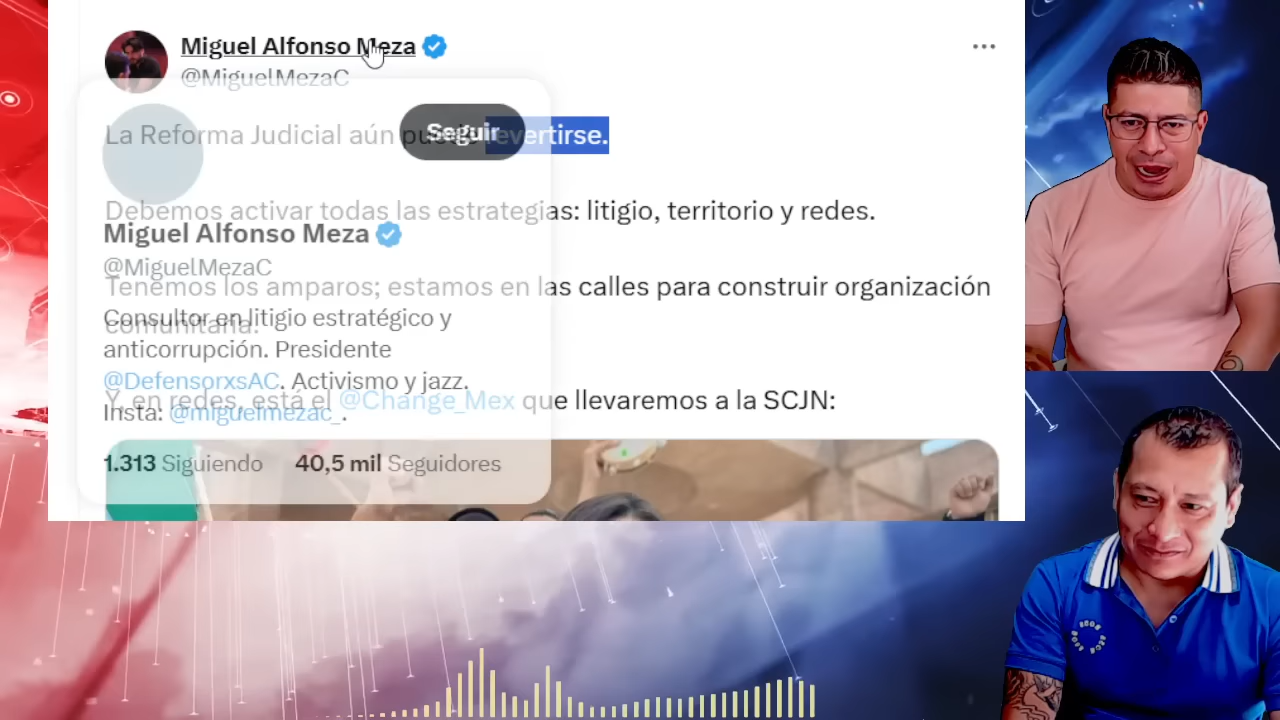 Miguel Alfonso Meza
@MiguelMezaC
La Reforma Judicial aún puede revertirse.
Seguir
Debemos activar todas las estrategias: litigio, territorio y redes.
Miguel Alfonso Meza
@MiguelMezaC
Tenemos los amparos; estamos en las calles para construir organización
comunitaria.
Consultor en litigio estratégico y
anticorrupción. Presidente
@DefensorxsAC. Activismo y jazz.
Insta: @miguelmezac_.
Y, en redes, está el @Change_Mex que llevaremos a la SCJN:
1.313 Siguiendo 40,5 mil Seguidores